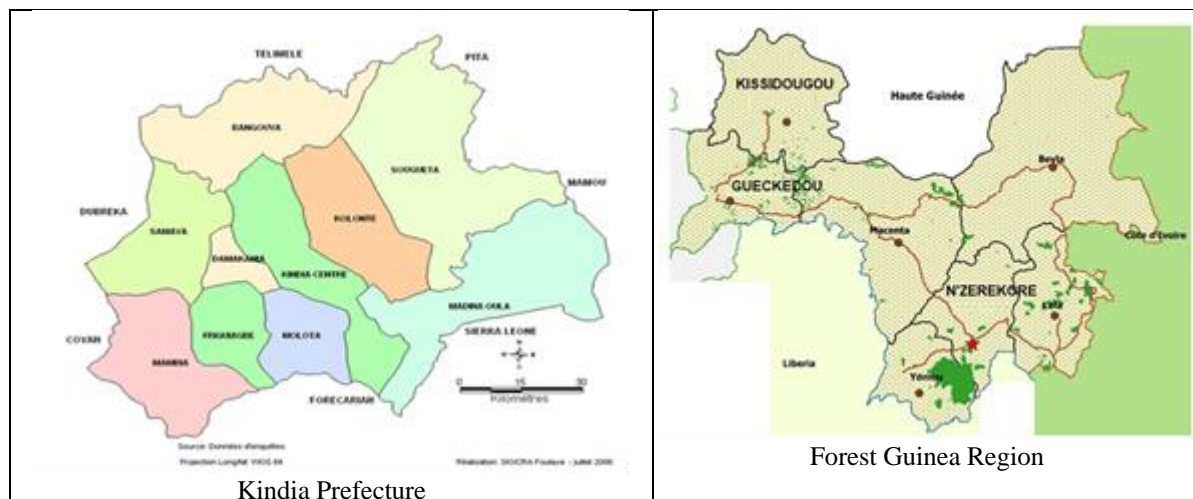 TELIMELE
PITA
BANGOUYA
SOUGUETA
MAMOU
DUBREKA
SAMAYA
KOLONTE
DAMAKANIA
KINDIA CENTRE
MADINA OULA
FRIGUIAGBE
MOLOTA
SIERRA LEONE
COYAH
MAMBIA
0 15 30
Kilomètres
FORECARIAH
Source: Données d'enquêtes
Projection Long/lat WGS 84
Réalisation: SIG/CRA Foulaya - juillet 2006
Kindia Prefecture
KISSIDOUGOU
Haute Guinée
Beyla
GUECKEDOU
Macenta
Côte d'Ivoire
N'ZEREKORE
Lola
Liberia
Yomou
Forest Guinea Region